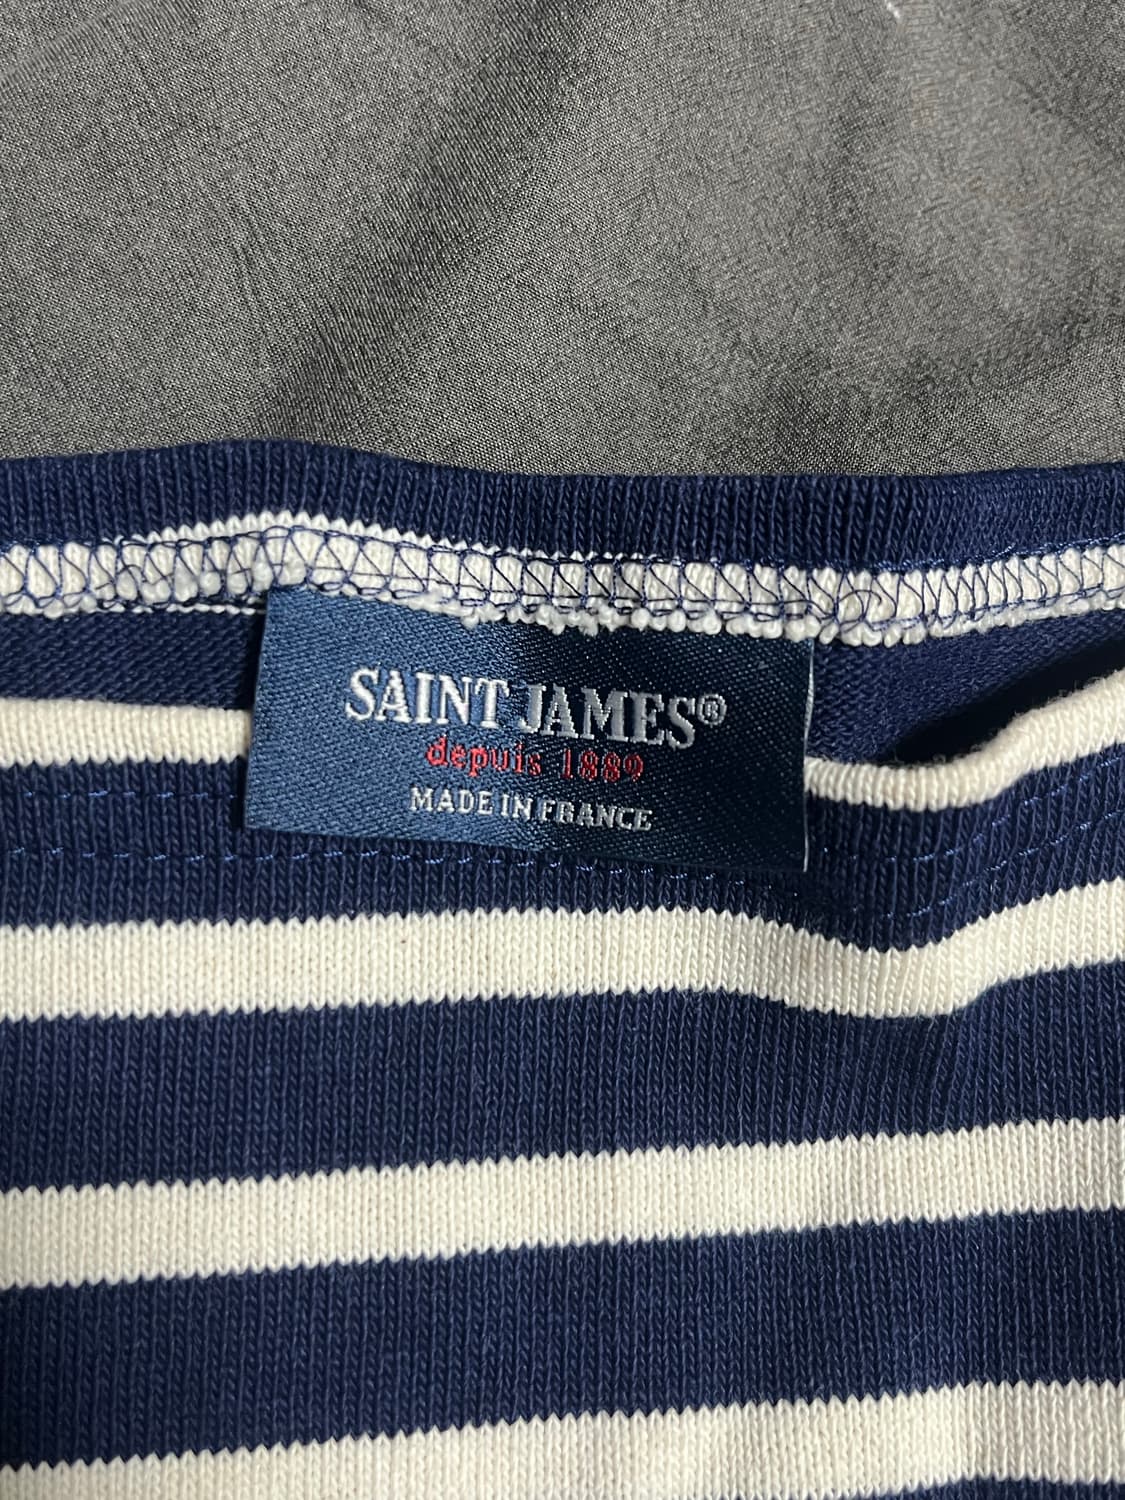 SAINT JAMES®
depuis 1889
MADE IN FRANCE